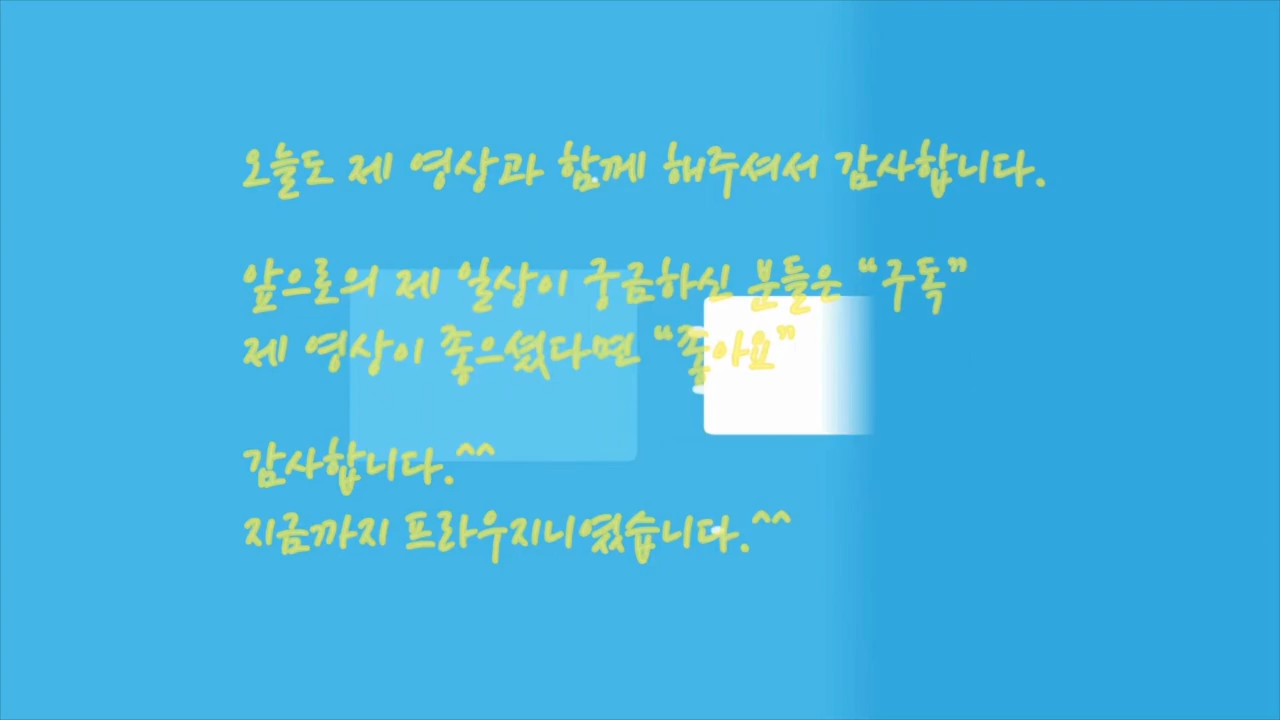 오늘도 제 영상과 함께 해주셔서 감사합니다.
앞으로의 제 일상이 궁금하신 분들은 “구독”
제 영상이 좋으셨다면 “좋아요”
감사합니다.^^
지금까지 프라우지니였습니다.^^